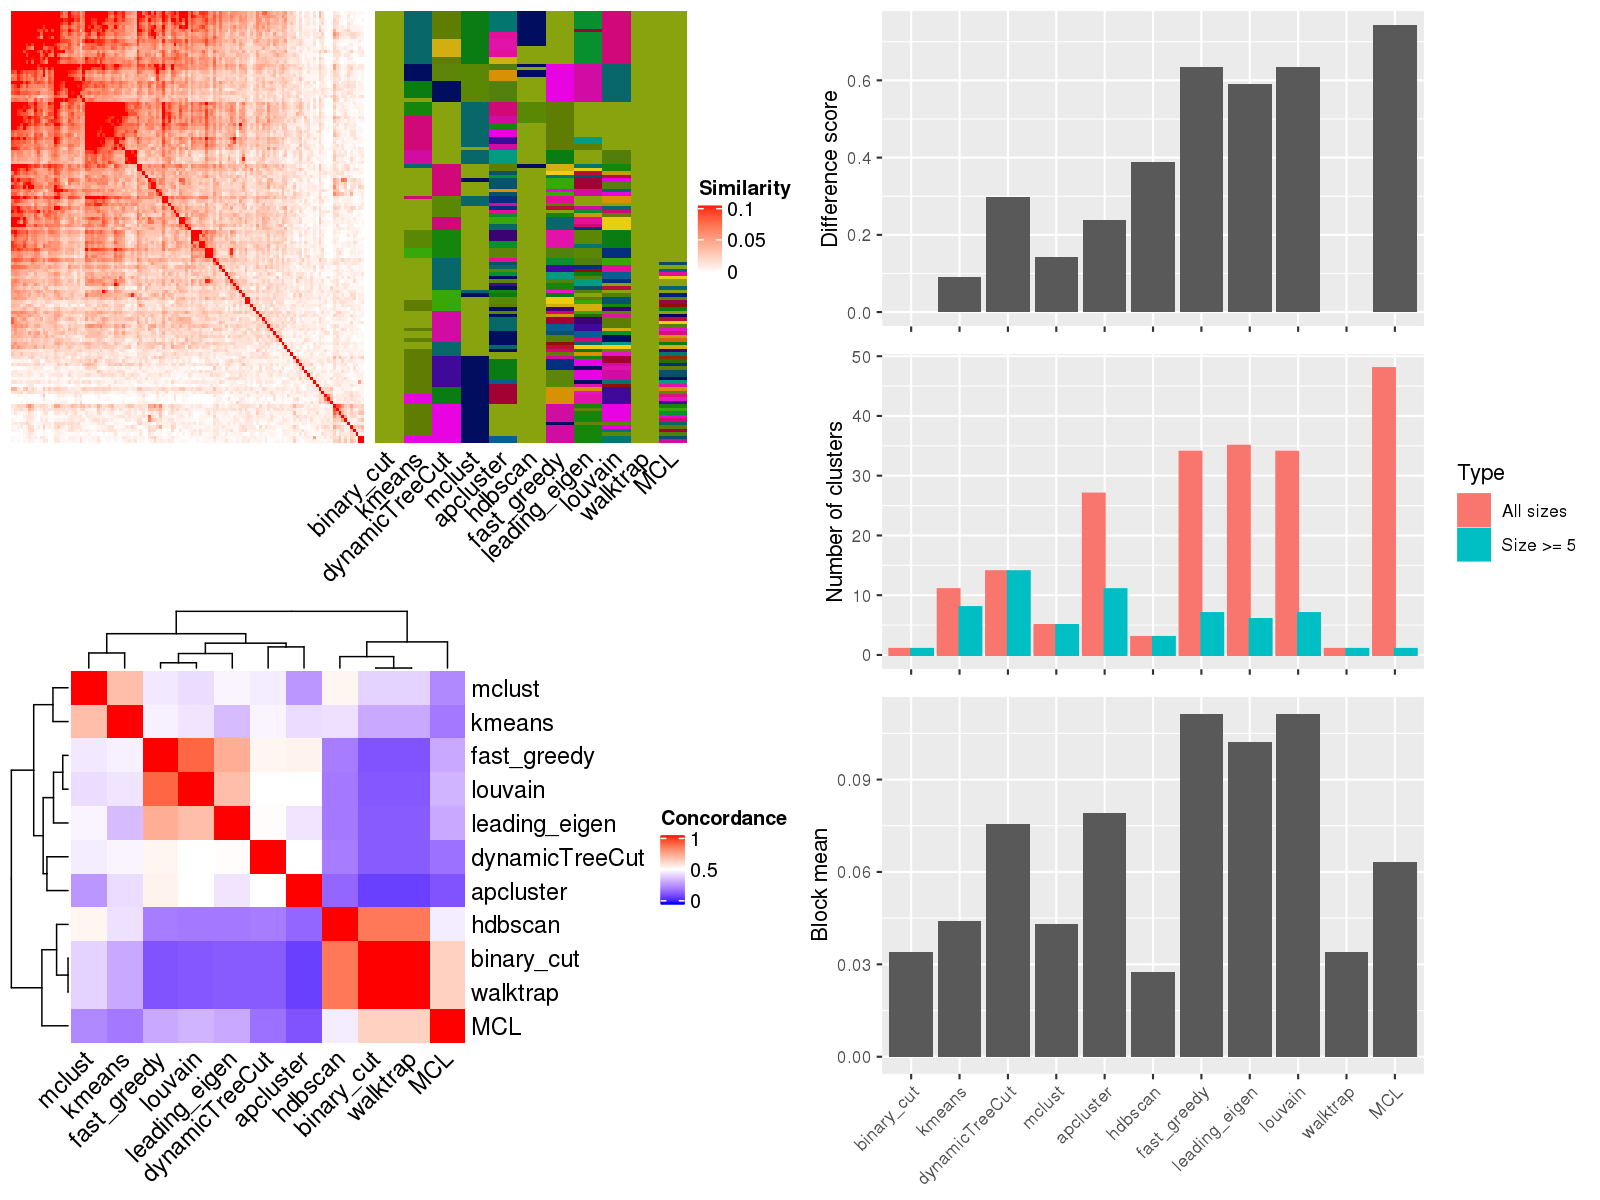 Similarity
0.1
0.05
0
binary_cut
kmeans
dynamicTreeCut
mclust
apcluster
hdbscan
fast_greedy
leading_eigen
louvain
walktrap
MCL
mclust
kmeans
fast_greedy
louvain
leading_eigen
dynamicTreeCut
apcluster
hdbscan
binary_cut
walktrap
MCL
Concordance
1
0.5
0
mclust
kmeans
fast_greedy
louvain
leading_eigen
dynamicTreeCut
apcluster
hdbscan
binary_cut
walktrap
MCL
Difference score
0.6
0.4
0.2
0.0
Number of clusters
50
40
30
20
10
0
Type
All sizes
Size >= 5
Block mean
0.09
0.06
0.03
0.00
binary_cut
kmeans
dynamicTreeCut
mclust
apcluster
hdbscan
fast_greedy
leading_eigen
louvain
walktrap
MCL